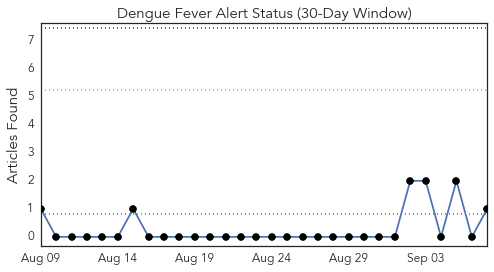 Dengue Fever Alert Status (30-Day Window)
Articles Found
7
6
5
4
3
2
1
0
Aug 09 Aug 14 Aug 19 Aug 24 Aug 29 Sep 03